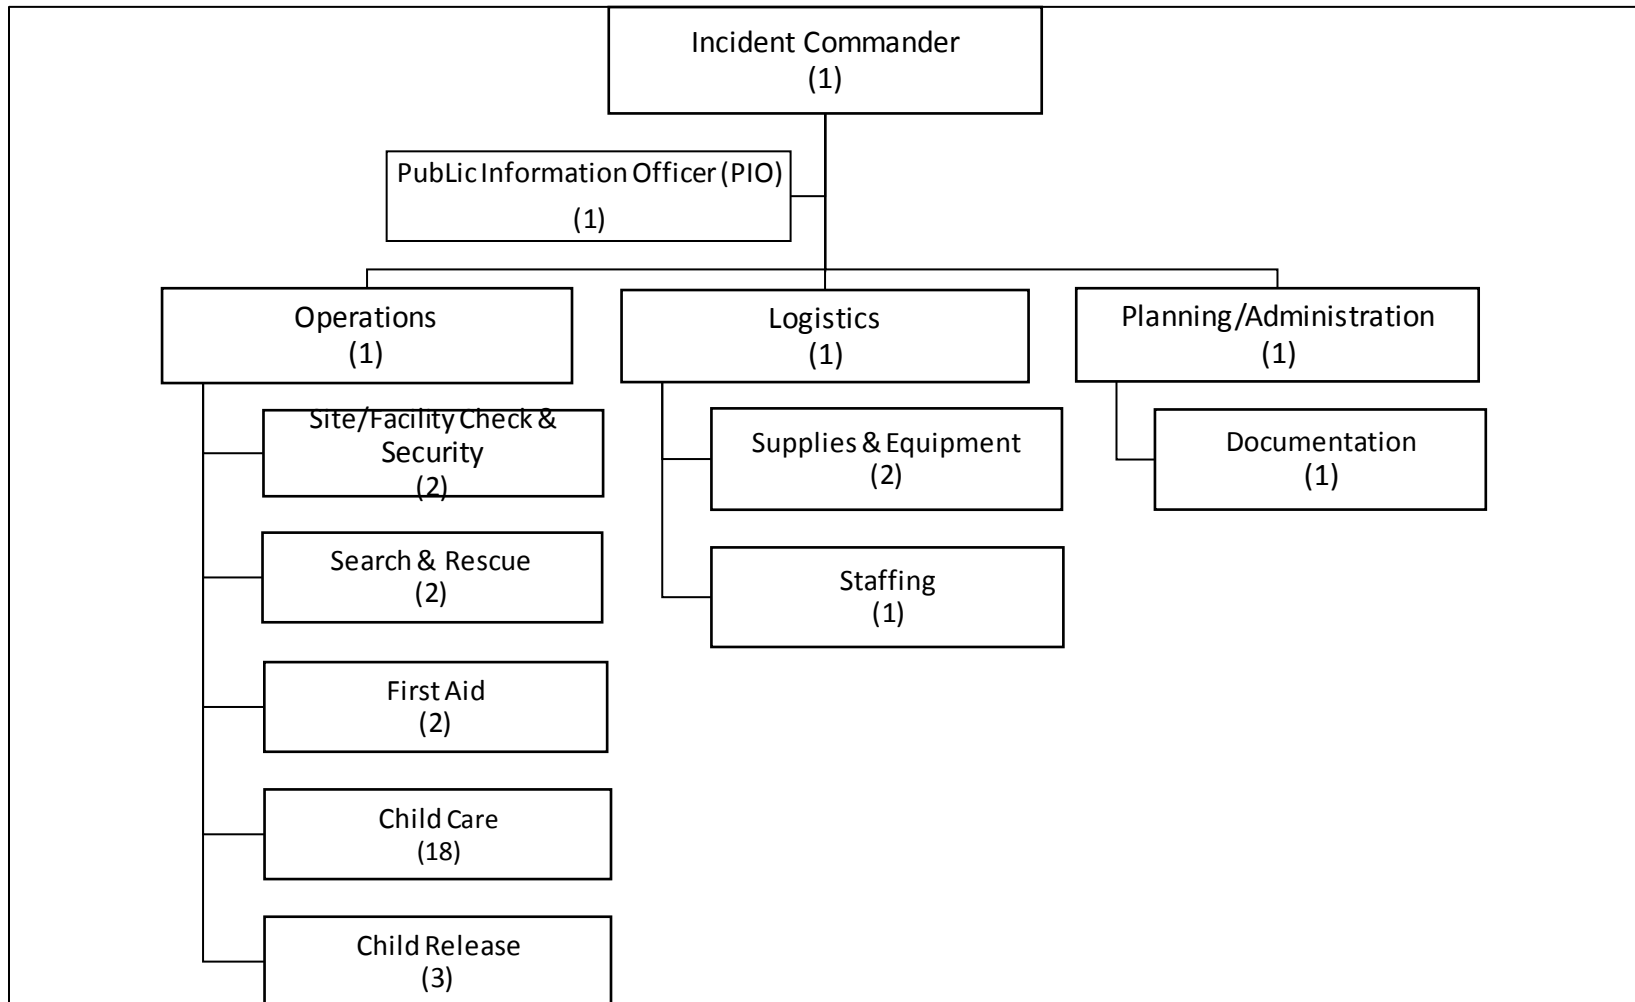 Incident Commander
(1)
PubLic Information Officer (PIO)
(1)
Operations
(1)
Logistics
(1)
Planning/Administration
(1)
Site/Facility Check &
Security
(2)
Supplies & Equipment
(2)
Documentation
(1)
Search & Rescue
(2)
Staffing
(1)
First Aid
(2)
Child Care
(18)
Child Release
(3)